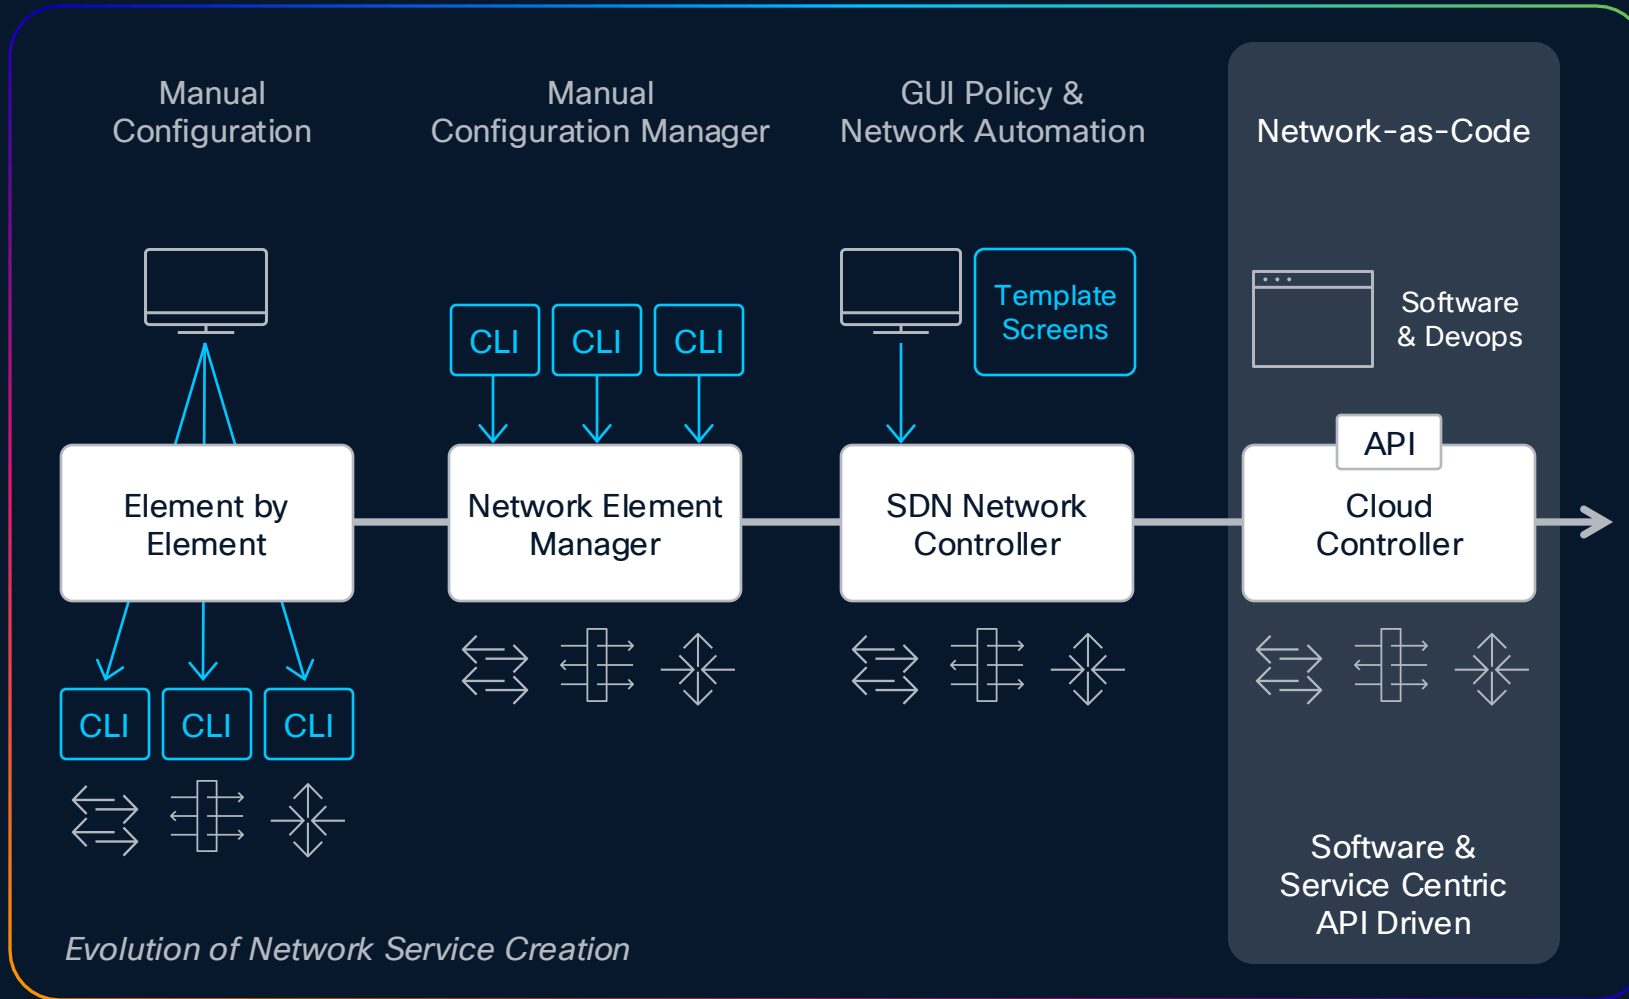 Manual
Configuration
Manual
Configuration Manager
GUI Policy &
Network Automation
Network-as-Code
CLI
CLI
CLI
Template
Screens
Software
& Devops
Element by
Element
Network Element
Manager
SDN Network
Controller
API
Cloud
Controller
CLI
CLI
CLI
Software &
Service Centric
API Driven
Evolution of Network Service Creation